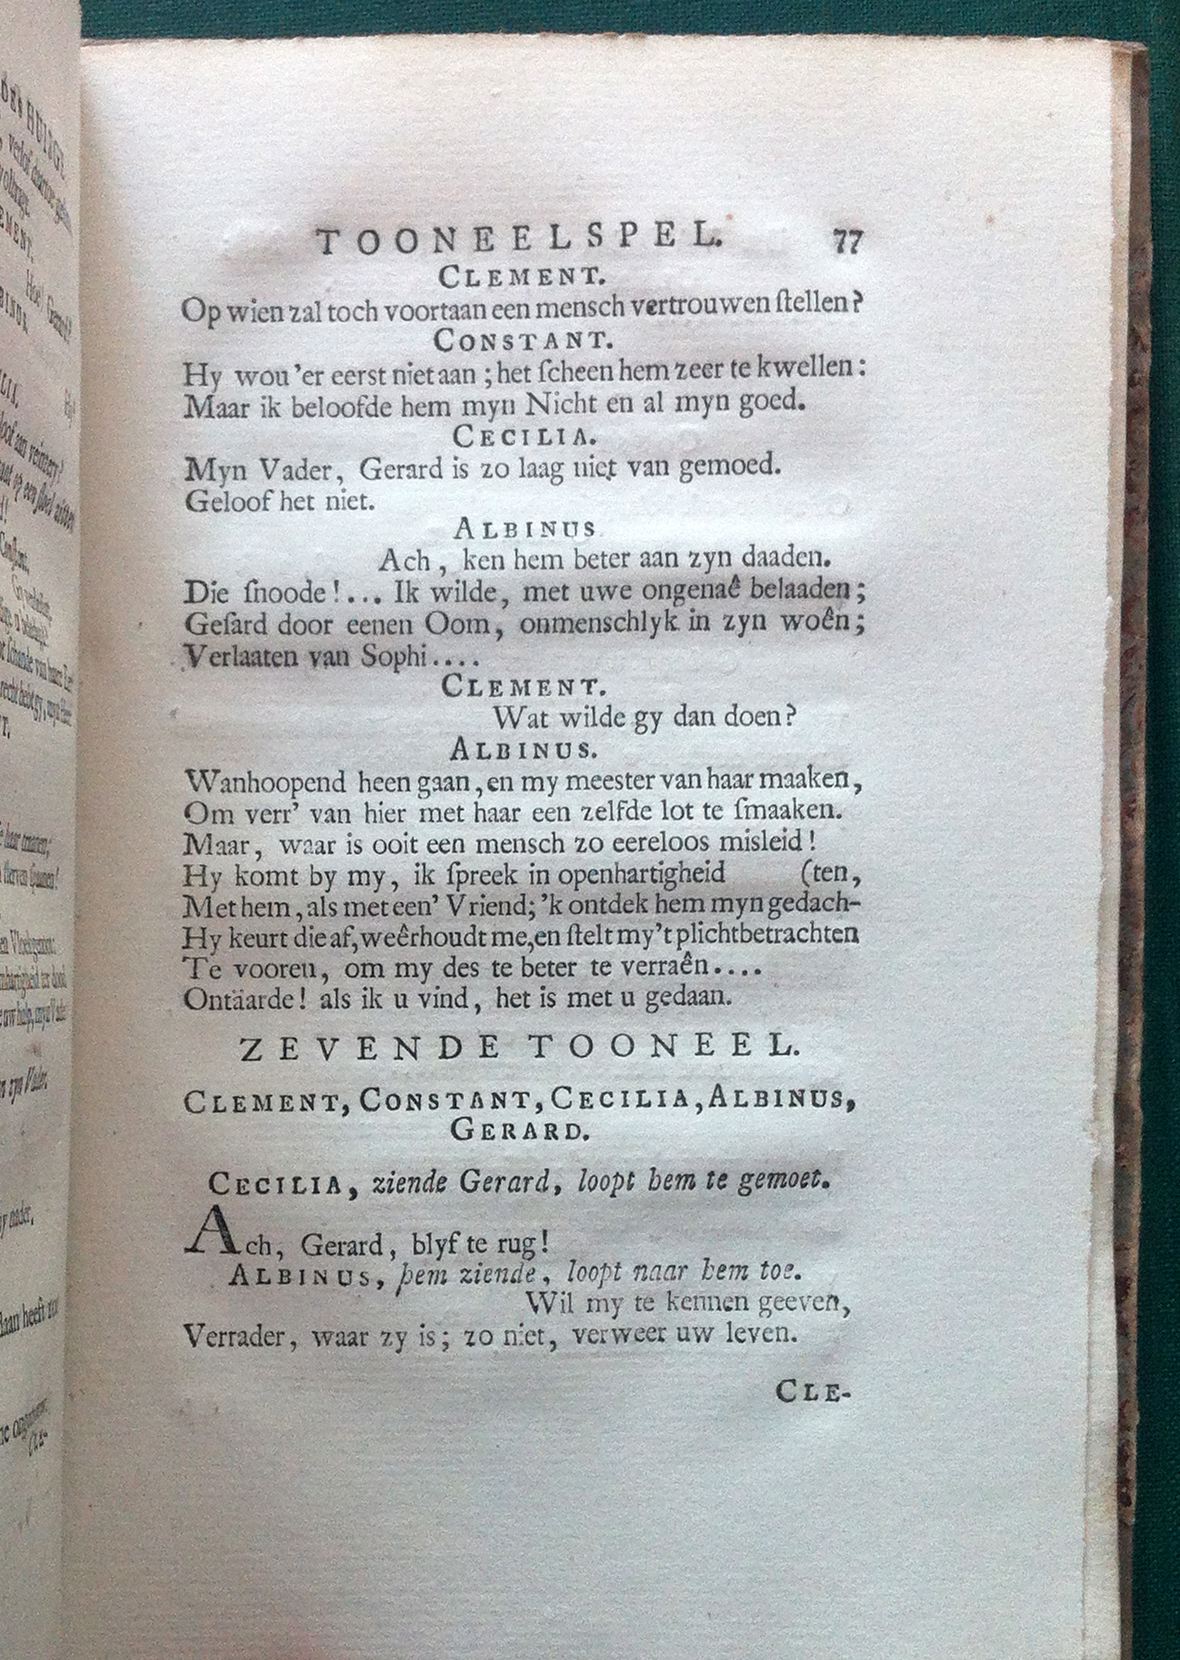 TOONEELSPEL. 77
CLEMENT.
Op wien zal toch voortaan een mensch vertrouwen ſtellen?
CONSTANT.
Hy wou 'er eerst niet aan; het ſcheen hem zeer te kwellen:
Maar ik beloofde hem myn Nicht en al myn goed.
CECILIA.
Myn Vader, Gerard is zo laag niet van gemoed.
Geloof het niet.
ALBINUS
Ach, ken hem beter aan zyn daaden.
Die ſnoode!... Ik wilde, met uwe ongenaê belaaden;
Geſard door eenen Oom, onmenschlyk in zyn woên;
Verlaaten van Sophi....
CLEMENT.
Wat wilde gy dan doen?
ALBINUS.
Wanhoopend heen gaan, en my meester van haar maaken,
Om verr' van hier met haar een zelfde lot te ſmaaken.
Maar, waar is ooit een mensch zo eereloos misleid!
Hy komt by my, ik ſpreek in openhartigheid (ten,
Met hem, als met een' Vriend; 'k ontdek hem myn gedach-
Hy keurt die af, weêrhoudt me, en ſtelt my 't plichtbetrachten
Te vooren, om my des te beter te verraên....
Ontäarde! als ik u vind, het is met u gedaan.
ZEVENDE TOONEEL.
CLEMENT, CONSTANT, CECILIA, ALBINUS,
GERARD.
CECILIA, ziende Gerard, loopt hem te gemoet.
Ach, Gerard, blyf te rug!
ALBINUS, hem ziende, loopt naar hem toe.
Wil my te kennen geeven,
Verrader, waar zy is; zo niet, verweer uw leven.
CLE-